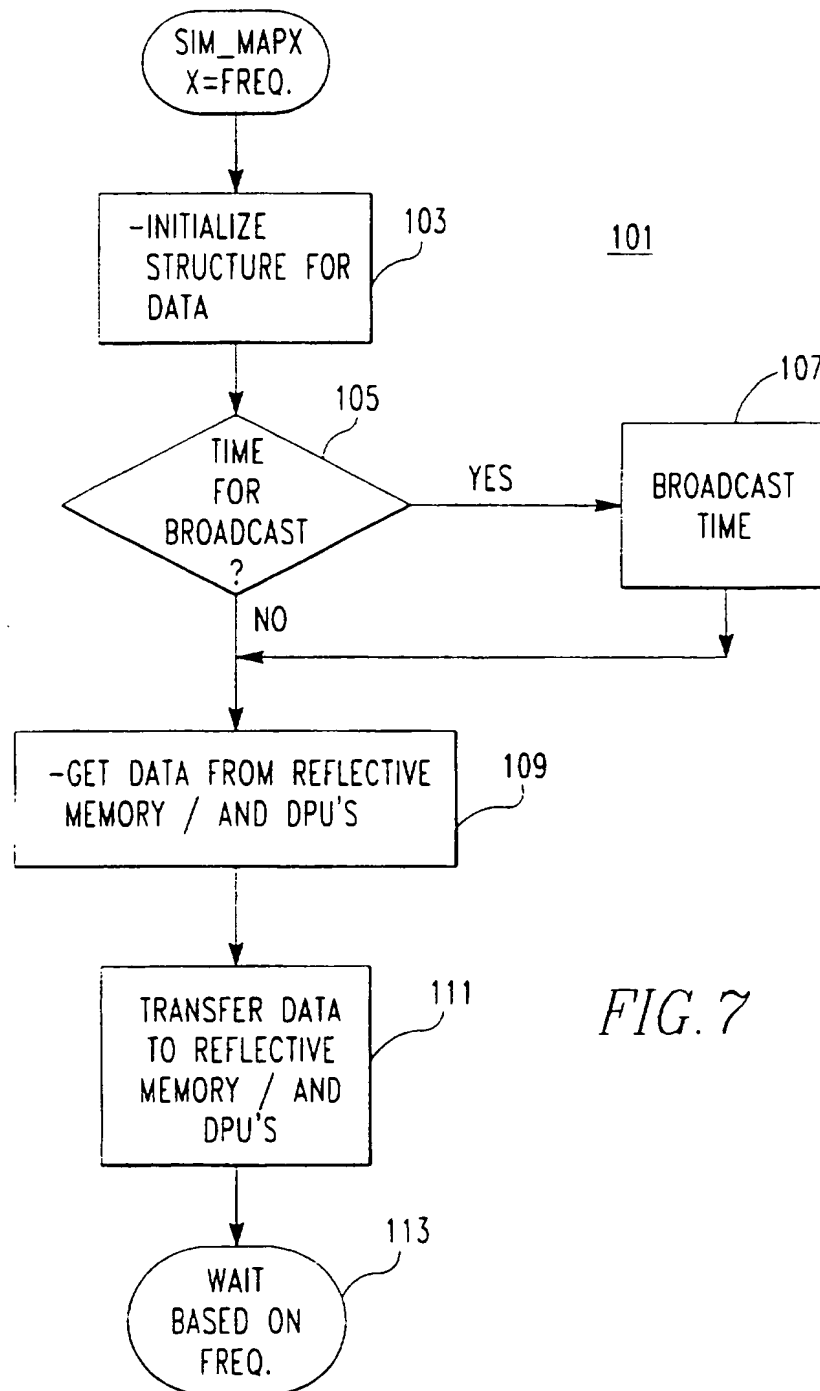 SIM_MAPX
X=FREQ.
-INITIALIZE
STRUCTURE FOR
DATA
103
101
105
107
TIME
FOR
BROADCAST
?
YES
BROADCAST
TIME
NO
-GET DATA FROM REFLECTIVE
MEMORY / AND DPU'S
109
TRANSFER DATA
TO REFLECTIVE
MEMORY / AND
DPU'S
111
FIG. 7
113
WAIT
BASED ON
FREQ.